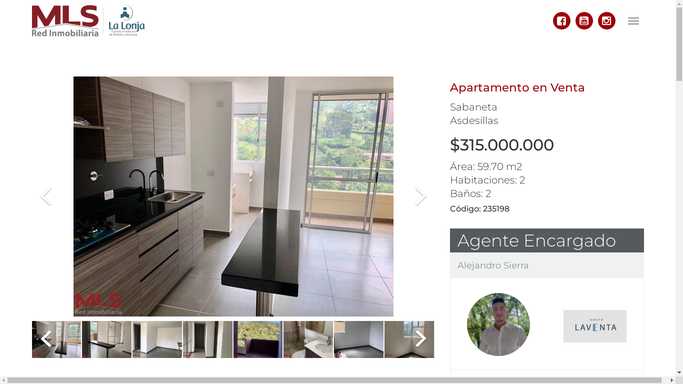 MLS
Red Inmobiliaria
La Lonja
Apartamento en Venta
Sabaneta
Asdesillas
$315.000.000
Área: 59.70 m2
Habitaciones: 2
Baños: 2
Código: 235198
MLS
Red Inmobiliaria
Agente Encargado
Alejandro Sierra
LAVENTA